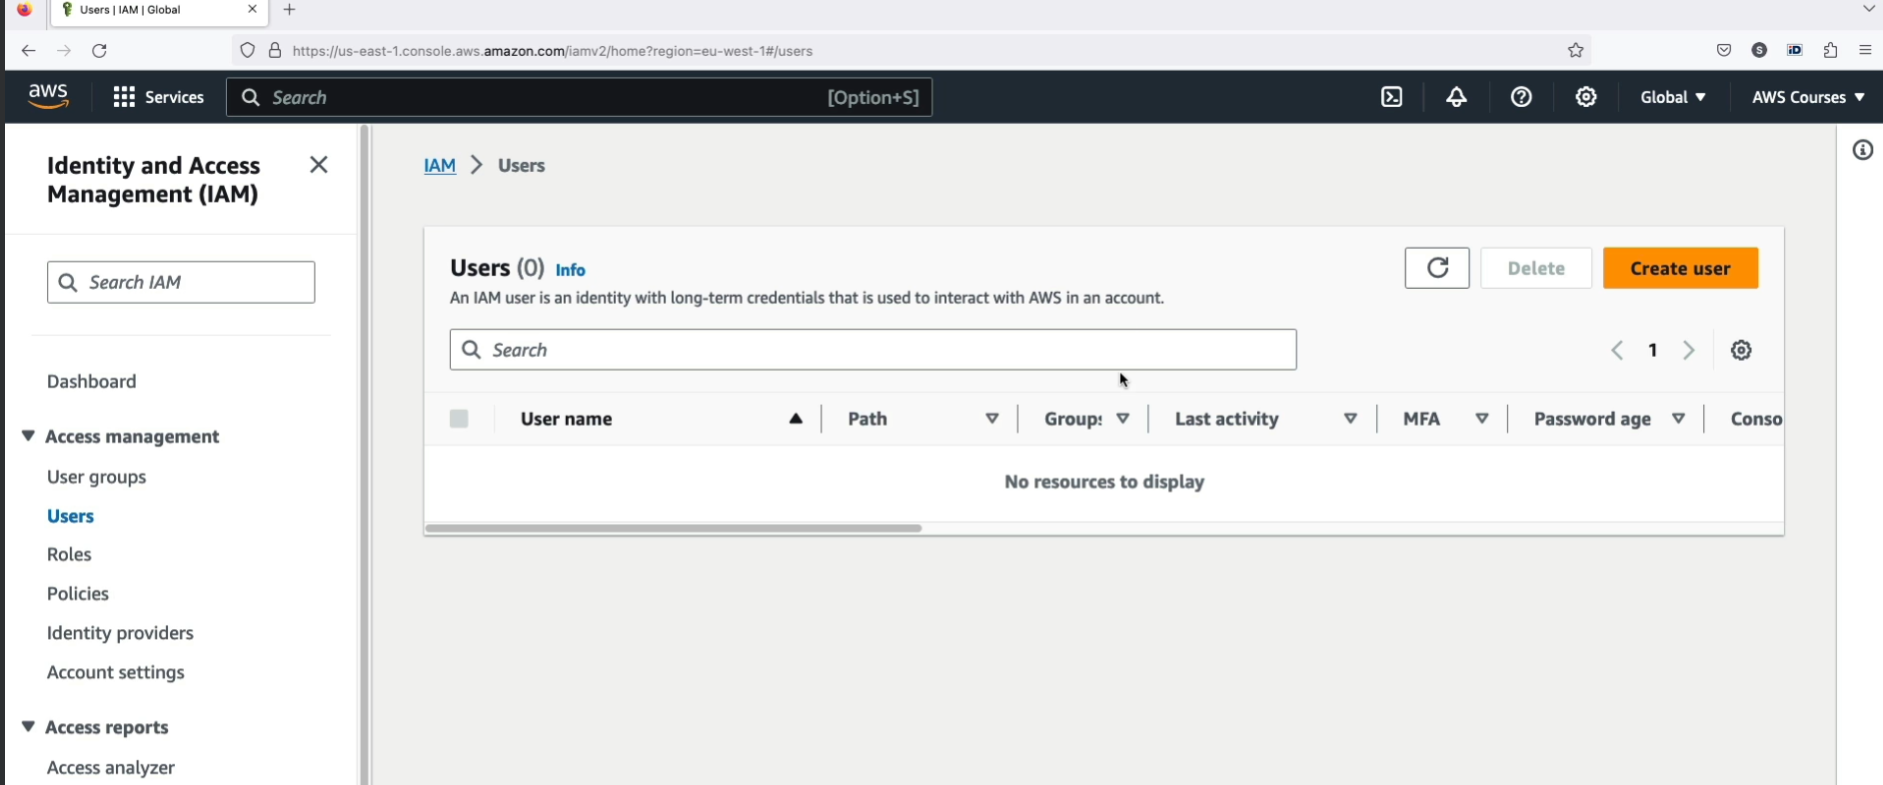 Users | IAM | Global
https://us-east-1.console.aws.amazon.com/iamv2/home?region=eu-west-1#/users
aws
Services
Search
[Option+S]
Global
AWS Courses
Identity and Access
Management (IAM)
Search IAM
Dashboard
Access management
User groups
Users
Roles
Policies
Identity providers
Account settings
Access reports
Access analyzer
IAM > Users
Users (0) Info
Delete
Create user
An IAM user is an identity with long-term credentials that is used to interact with AWS in an account.
Search
1
User name
Path
Group:
Last activity
MFA
Password age
Conso
No resources to display